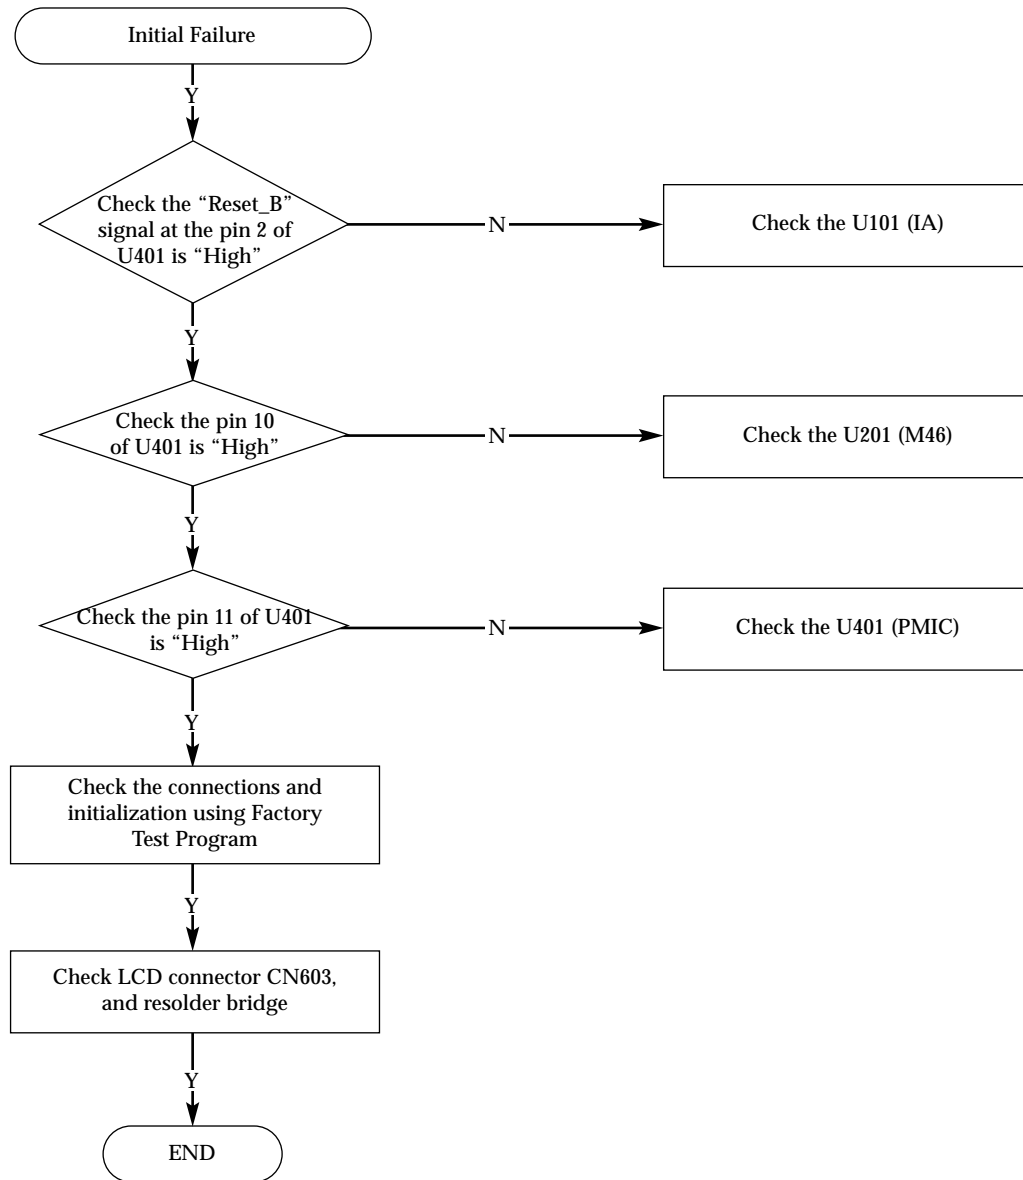 Initial Failure
Y
Check the “Reset_B”
signal at the pin 2 of
U401 is “High”
N
Check the U101 (IA)
Y
Check the pin 10
of U401 is “High”
N
Check the U201 (M46)
Y
Check the pin 11 of U401
is “High”
N
Check the U401 (PMIC)
Y
Check the connections and
initialization using Factory
Test Program
Y
Check LCD connector CN603,
and resolder bridge
Y
END